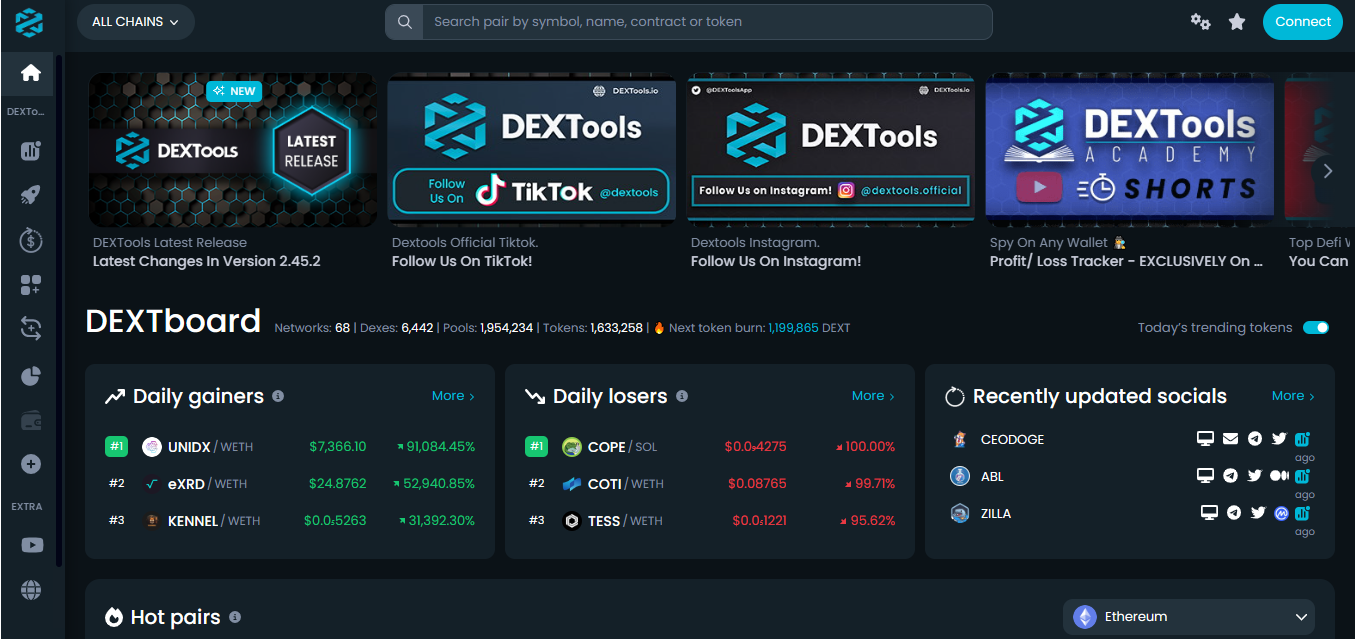 ALL CHAINS
Search pair by symbol, name, contract or token
Connect
DEXTo...
EXTRA
NEW
DEXTools
LATEST
RELEASE
DEXTools Latest Release
Latest Changes In Version 2.45.2
DEXTools.io
DEXTools
Follow
Us On
TikTok @dextools
Dextools Official Tiktok.
Follow Us On TikTok!
@DEXToolsApp
DEXTools.io
DEXTools
Follow Us on Instagram! @dextools.official
Dextools Instagram.
Follow Us On Instagram!
DEXTools
ACADEMY
SHORTS
Spy On Any Wallet
Profit/ Loss Tracker - EXCLUSIVELY On ...
Top Defi
You Can
DEXTboard
Networks: 68 | Dexes: 6,442 | Pools: 1,954,234 | Tokens: 1,633,258 | Next token burn: 1,199,865 DEXT
Today's trending tokens
Daily gainers
More
#1 UNIDX / WETH $7,366.10 91,084.45%
#2 eXRD / WETH $24.8762 52,940.85%
#3 KENNEL / WETH $0.0₅5263 31,392.30%
Daily losers
More
#1 COPE / SOL $0.0₉4275 100.00%
#2 COTI / WETH $0.08765 99.71%
#3 TESS / WETH $0.0₅1221 95.62%
Recently updated socials
More
CEODOGE
ago
ABL
ago
ZILLA
ago
Hot pairs
Ethereum